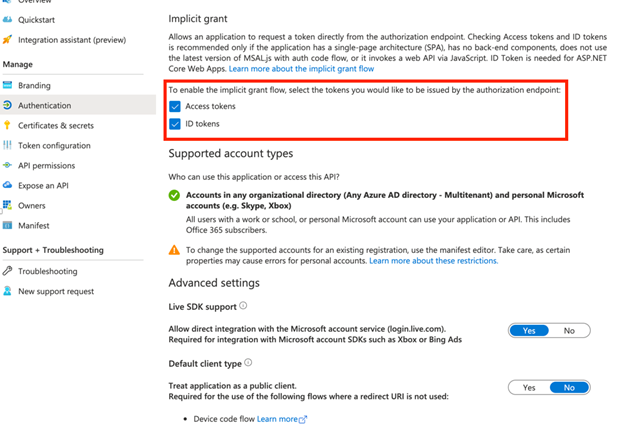 Overview
Quickstart
Integration assistant (preview)
Manage
Branding
Authentication
Certificates & secrets
Token configuration
API permissions
Expose an API
Owners
Manifest
Support + Troubleshooting
Troubleshooting
New support request
Implicit grant
Allows an application to request a token directly from the authorization endpoint. Checking Access tokens and ID tokens
is recommended only if the application has a single-page architecture (SPA), has no back-end components, does not use
the latest version of MSAL.js with auth code flow, or it invokes a web API via JavaScript. ID Token is needed for ASP.NET
Core Web Apps. Learn more about the implicit grant flow
To enable the implicit grant flow, select the tokens you would like to be issued by the authorization endpoint:
Access tokens
ID tokens
Supported account types
Who can use this application or access this API?
Accounts in any organizational directory (Any Azure AD directory - Multitenant) and personal Microsoft
accounts (e.g. Skype, Xbox)
All users with a work or school, or personal Microsoft account can use your application or API. This includes
Office 365 subscribers.
To change the supported accounts for an existing registration, use the manifest editor. Take care, as certain
properties may cause errors for personal accounts. Learn more about these restrictions.
Advanced settings
Live SDK support
Allow direct integration with the Microsoft account service (login.live.com).
Required for integration with Microsoft account SDKs such as Xbox or Bing Ads
Yes No
Default client type
Treat application as a public client.
Required for the use of the following flows where a redirect URI is not used:
Yes No
• Device code flow Learn more